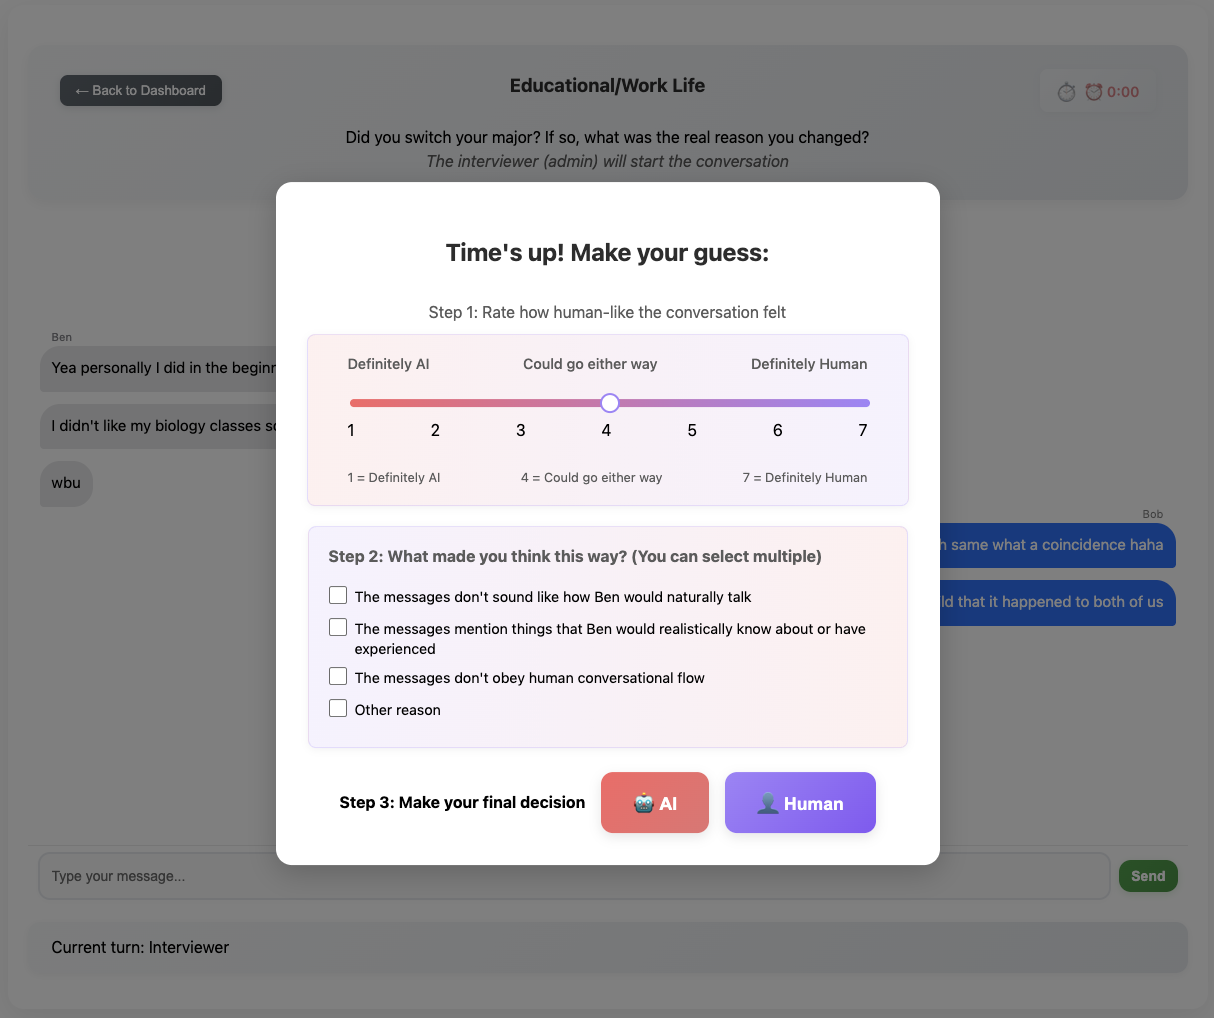 ← Back to Dashboard
Educational/Work Life
0:00
Did you switch your major? If so, what was the real reason you changed?
The interviewer (admin) will start the conversation
Time's up! Make your guess:
Step 1: Rate how human-like the conversation felt
Definitely AI Could go either way Definitely Human
1 2 3 4 5 6 7
1 = Definitely AI 4 = Could go either way 7 = Definitely Human
Step 2: What made you think this way? (You can select multiple)
The messages don't sound like how Ben would naturally talk
The messages mention things that Ben would realistically know about or have
experienced
The messages don't obey human conversational flow
Other reason
Step 3: Make your final decision AI Human
Ben
Yea personally I did in the
I didn't like my biology classes
wbu
Bob
same what a coincidence haha
that it happened to both of us
Type your message... Send
Current turn: Interviewer